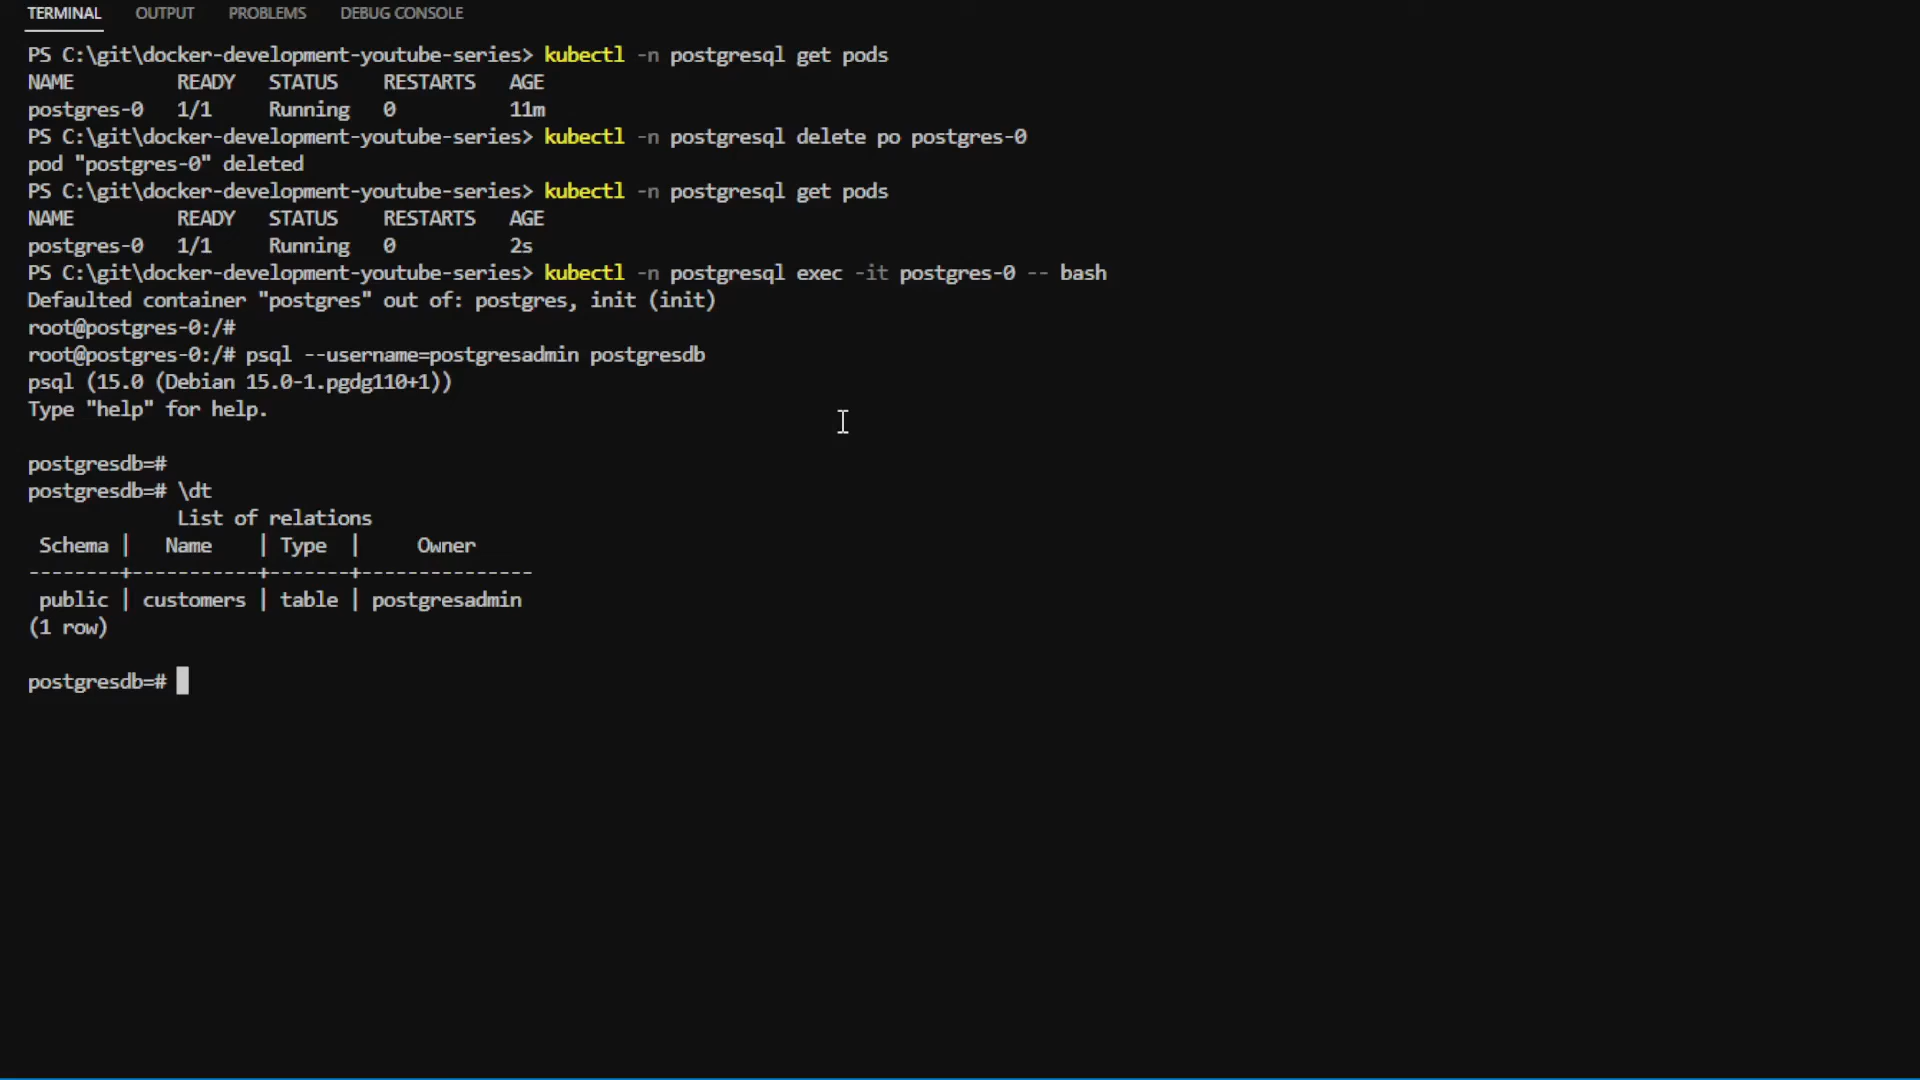 TERMINAL OUTPUT PROBLEMS DEBUG CONSOLE
PS C:\git\docker-development-youtube-series> kubectl -n postgresql get pods
NAME READY STATUS RESTARTS AGE
postgres-0 1/1 Running 0 11m
PS C:\git\docker-development-youtube-series> kubectl -n postgresql delete po postgres-0
pod "postgres-0" deleted
PS C:\git\docker-development-youtube-series> kubectl -n postgresql get pods
NAME READY STATUS RESTARTS AGE
postgres-0 1/1 Running 0 2s
PS C:\git\docker-development-youtube-series> kubectl -n postgresql exec -it postgres-0 -- bash
Defaulted container "postgres" out of: postgres, init (init)
root@postgres-0:/#
root@postgres-0:/# psql --username=postgresadmin postgresdb
psql (15.0 (Debian 15.0-1.pgdg110+1))
Type "help" for help.
postgresdb=#
postgresdb=# \dt
List of relations
Schema | Name | Type | Owner
--------+-----------+-------+---------------
public | customers | table | postgresadmin
(1 row)
postgresdb=#